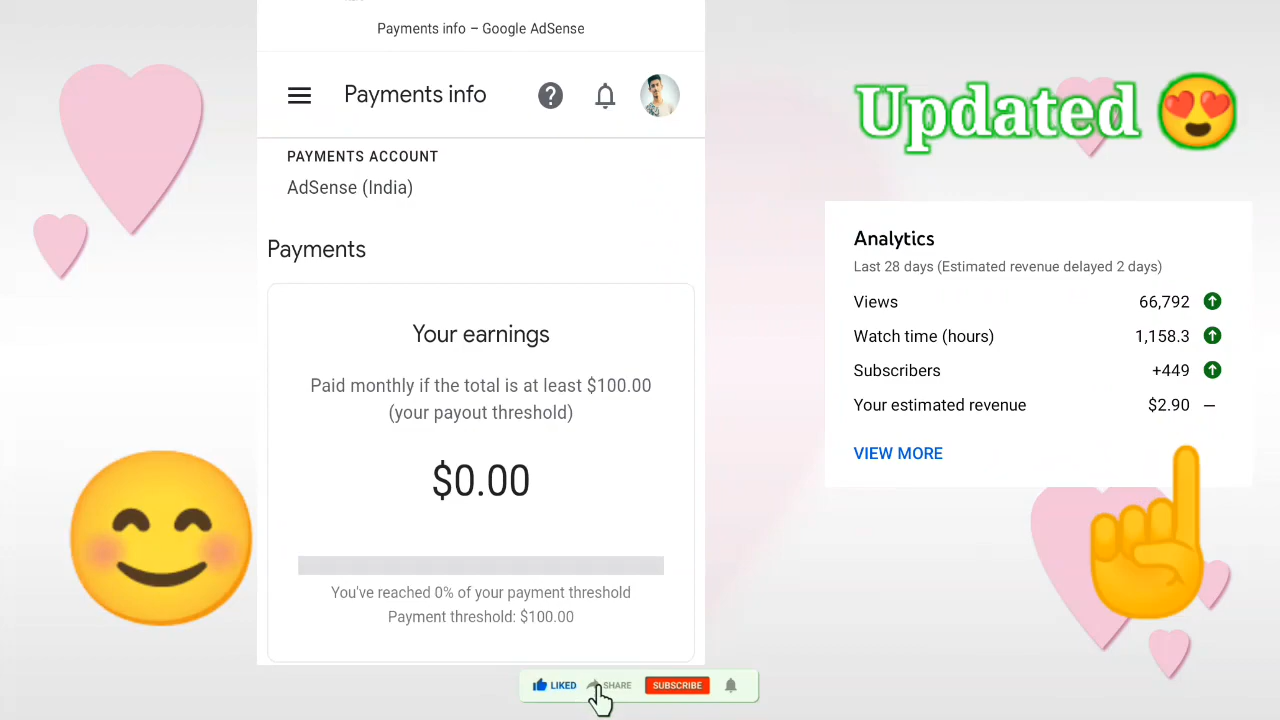 Payments info – Google AdSense
Payments info
PAYMENTS ACCOUNT
AdSense (India)
Payments
Your earnings
Paid monthly if the total is at least $100.00
(your payout threshold)
$0.00
You've reached 0% of your payment threshold
Payment threshold: $100.00
Updated
Analytics
Last 28 days (Estimated revenue delayed 2 days)
Views 66,792
Watch time (hours) 1,158.3
Subscribers +449
Your estimated revenue $2.90 —
VIEW MORE
LIKED SHARE SUBSCRIBE